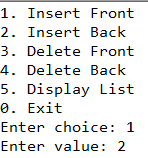 1. Insert Front
2. Insert Back
3. Delete Front
4. Delete Back
5. Display List
0. Exit
Enter choice: 1
Enter value: 2